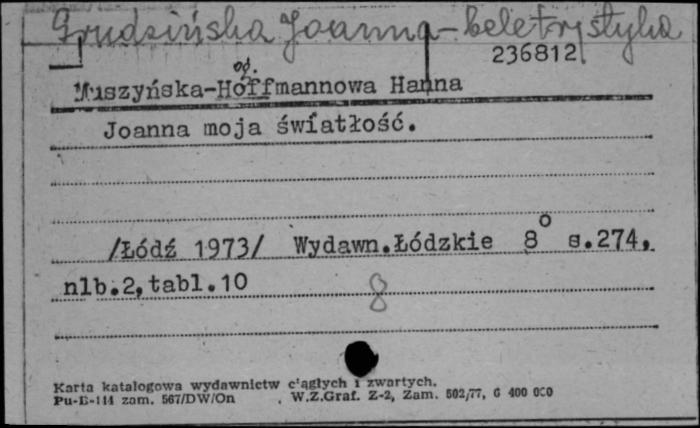 Grudzińska Joanna - beletrystyka
236812
og.
Muszyńska-Hoffmannowa Hanna
Joanna moja światłość.
/Łódź 1973/ Wydawn.Łódzkie 8° s.274,
nlb.2,tabl.10
8
Karta katalogowa wydawnictw ciągłych i zwartych.
Pu-B-114 zam. 567/DW/On W.Z.Graf. Z-2, Zam. 502/77, G 400 000